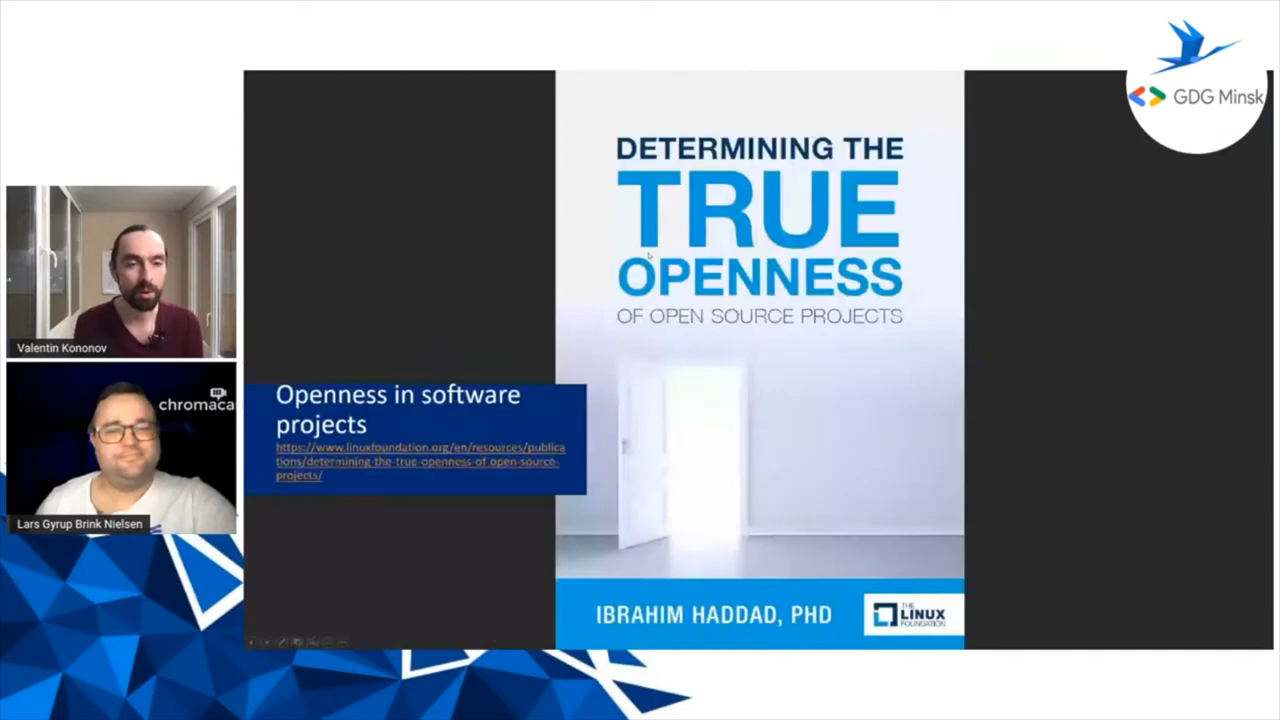 GDG Minsk
DETERMINING THE
TRUE
OPENNESS
OF OPEN SOURCE PROJECTS
Valentin Kononov
chromaca
Openness in software
projects
https://www.linuxfoundation.org/en/resources/publica
tions/determining-the-true-openness-of-open-source-
projects/
Lars Gyrup Brink Nielsen
IBRAHIM HADDAD, PHD
THE
LINUX
FOUNDATION